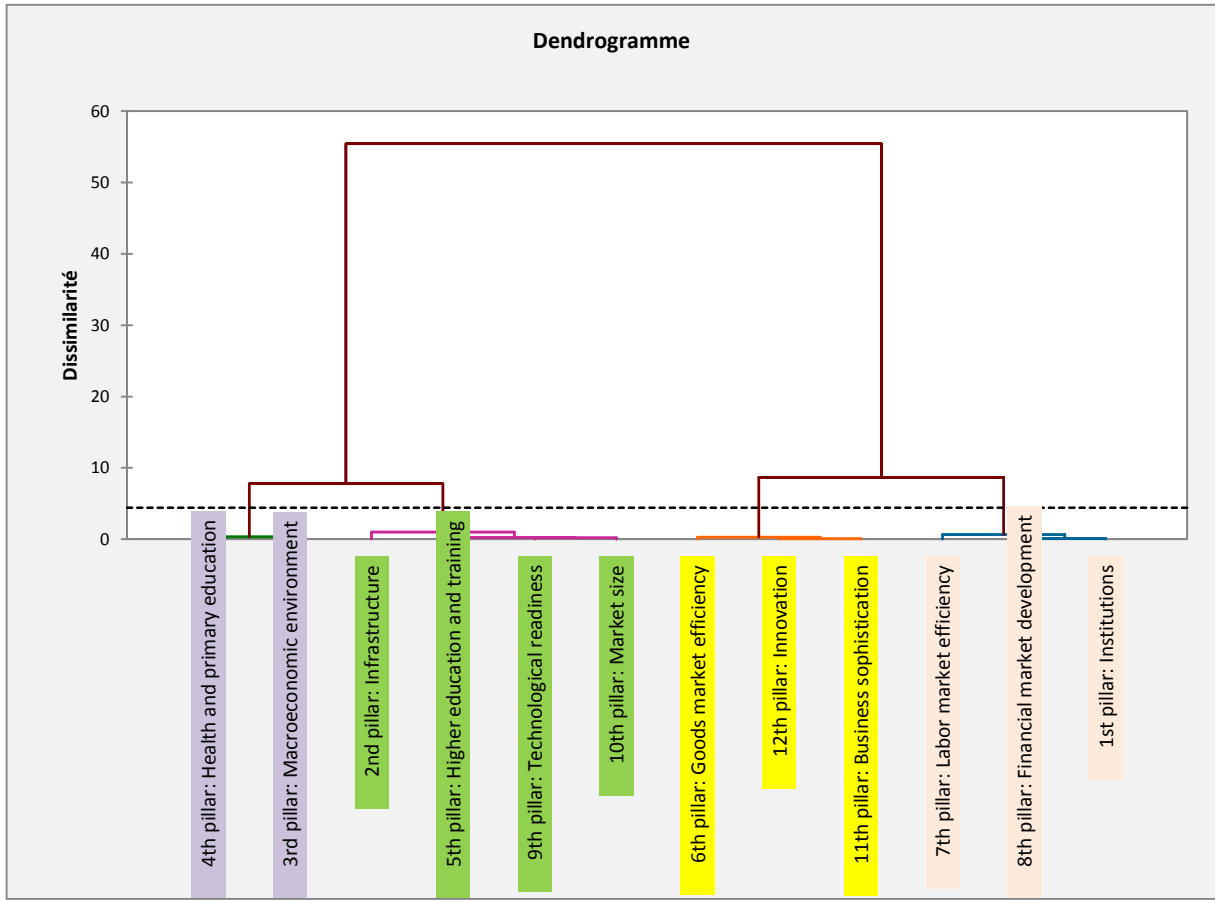 Dendrogramme
60
50
40
30
20
10
0
Dissimilarité
4th pillar: Health and primary education
3rd pillar: Macroeconomic environment
2nd pillar: Infrastructure
5th pillar: Higher education and training
9th pillar: Technological readiness
10th pillar: Market size
6th pillar: Goods market efficiency
12th pillar: Innovation
11th pillar: Business sophistication
7th pillar: Labor market efficiency
8th pillar: Financial market development
1st pillar: Institutions